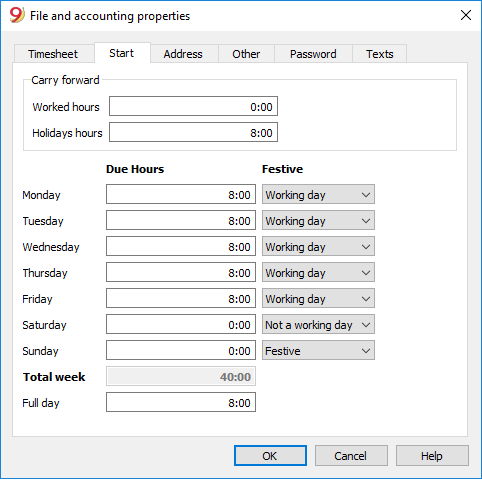 9 File and accounting properties
Timesheet Start Address Other Password Texts
Carry forward
Worked hours 0:00
Holidays hours 8:00
Due Hours Festive
Monday 8:00 Working day
Tuesday 8:00 Working day
Wednesday 8:00 Working day
Thursday 8:00 Working day
Friday 8:00 Working day
Saturday 0:00 Not a working day
Sunday 0:00 Festive
Total week 40:00
Full day 8:00
OK Cancel Help